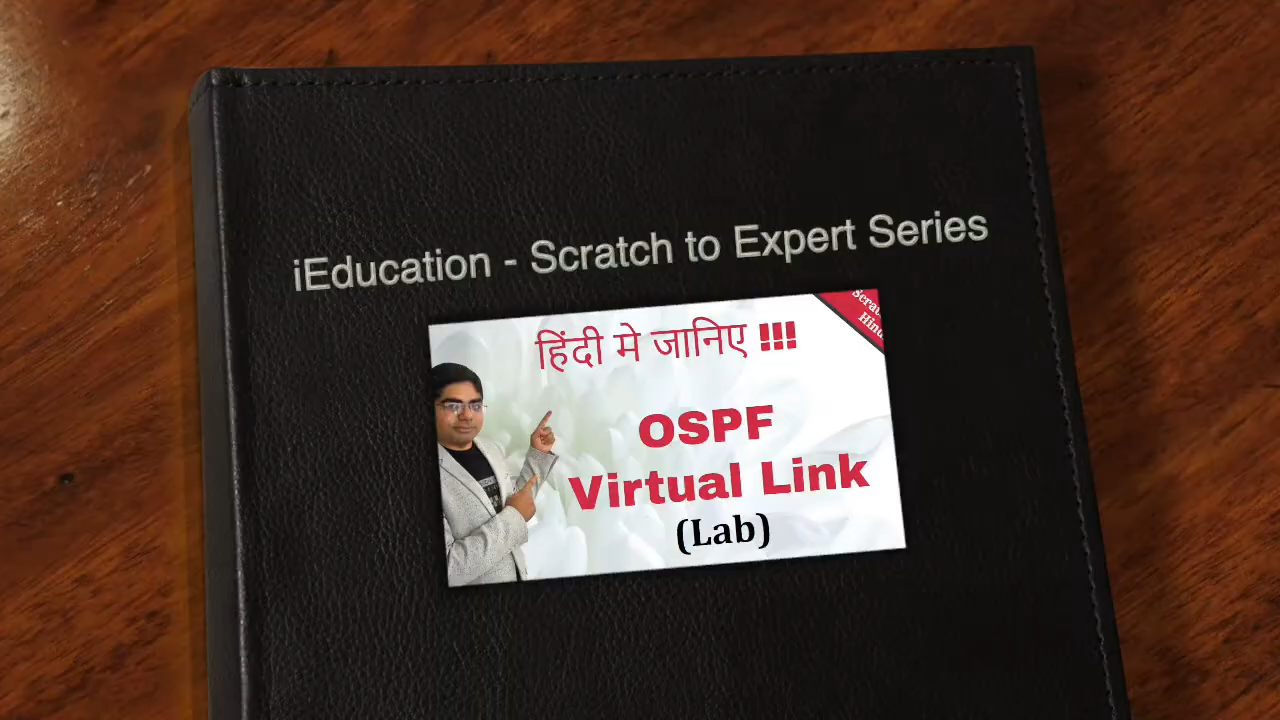 iEducation - Scratch to Expert Series
हिंदी मे जानिए !!!
OSPF
Virtual Link
(Lab)